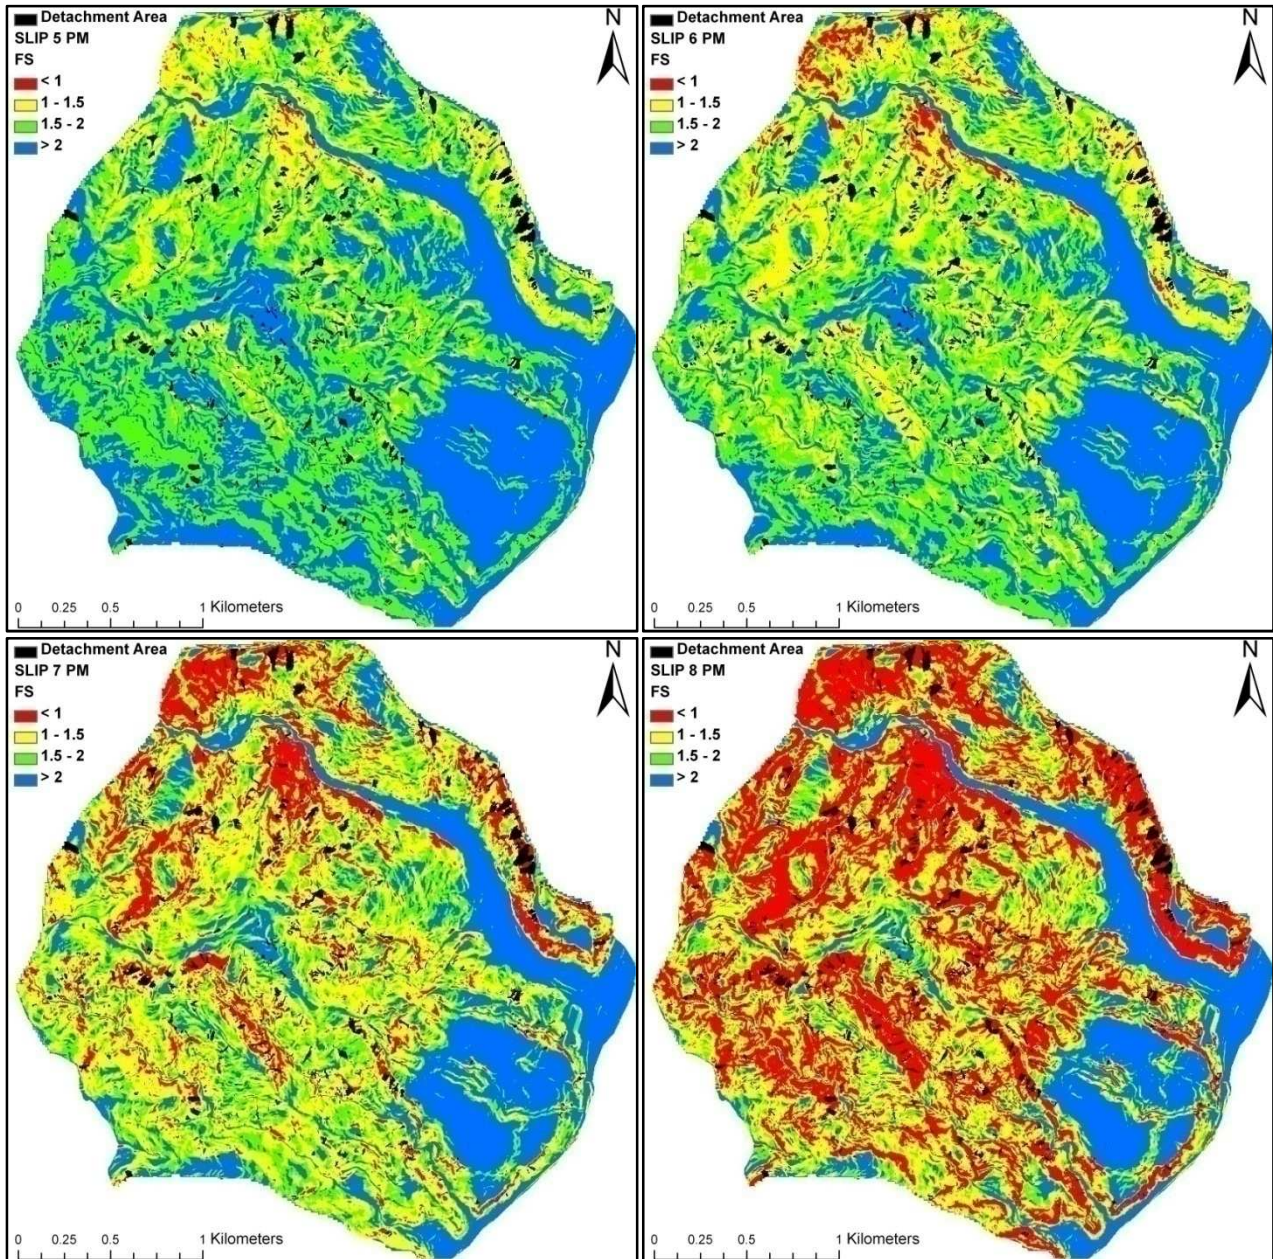 Detachment Area
SLIP 5 PM
FS
< 1
1 - 1.5
1.5 - 2
> 2
N
0 0.25 0.5 1 Kilometers
Detachment Area
SLIP 6 PM
FS
< 1
1 - 1.5
1.5 - 2
> 2
N
0 0.25 0.5 1 Kilometers
Detachment Area
SLIP 7 PM
FS
< 1
1 - 1.5
1.5 - 2
> 2
N
0 0.25 0.5 1 Kilometers
Detachment Area
SLIP 8 PM
FS
< 1
1 - 1.5
1.5 - 2
> 2
N
0 0.25 0.5 1 Kilometers